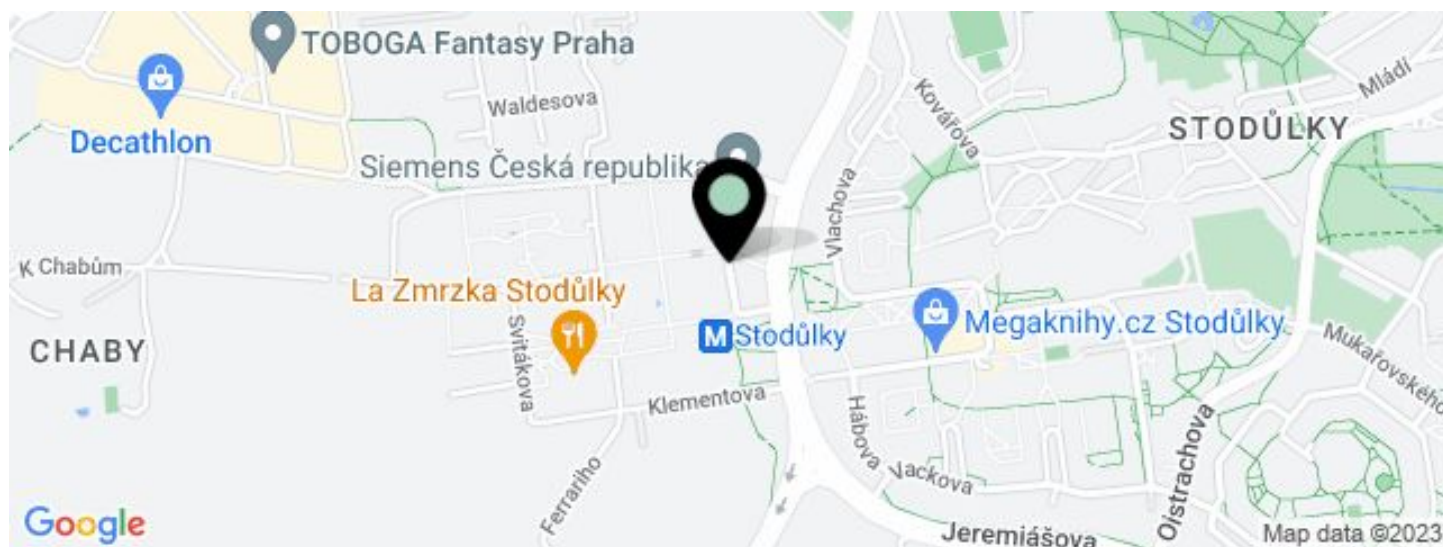 TOBOGA Fantasy Praha
Decathlon
Waldesova
Siemens Česká republika
Kovářova
Mládí
STODŮLKY
Vlachova
K Chabům
La Zmrzka Stodůlky
Svitákova
M Stodůlky
Megaknihy.cz Stodůlky
CHABY
Mukařovského
Klementova
Hábova
Vackova
Ferrariho
Oistrachova
Jeremiášova
Google
Map data ©2023